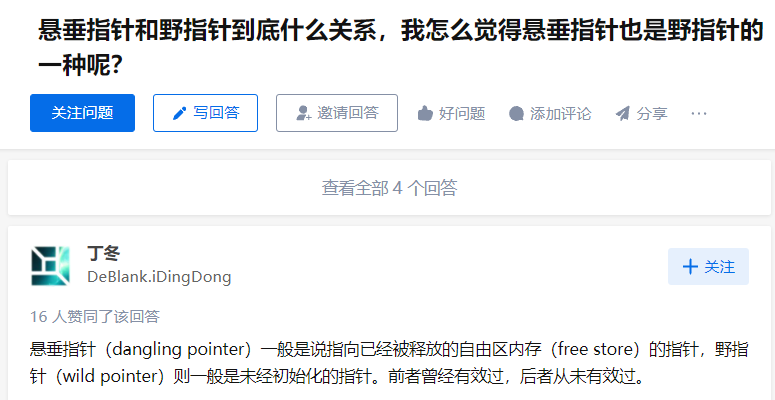 悬垂指针和野指针到底什么关系，我怎么觉得悬垂指针也是野指针的
一种呢？
关注问题 写回答 邀请回答 好问题 添加评论 分享 ···
查看全部 4 个回答
丁冬
DeBlank.iDingDong
+ 关注
16 人赞同了该回答
悬垂指针（dangling pointer）一般是说指向已经被释放的自由区内存（free store）的指针，野指
针（wild pointer）则一般是未经初始化的指针。前者曾经有效过，后者从未有效过。